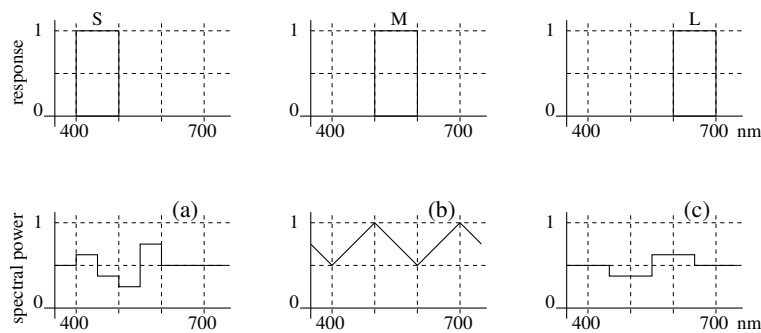 S M L
response
1 1 1
0 0 0
400 700 400 700 400 700 nm
(a) (b) (c)
spectral power
1 1 1
0 0 0
400 700 400 700 400 700 nm